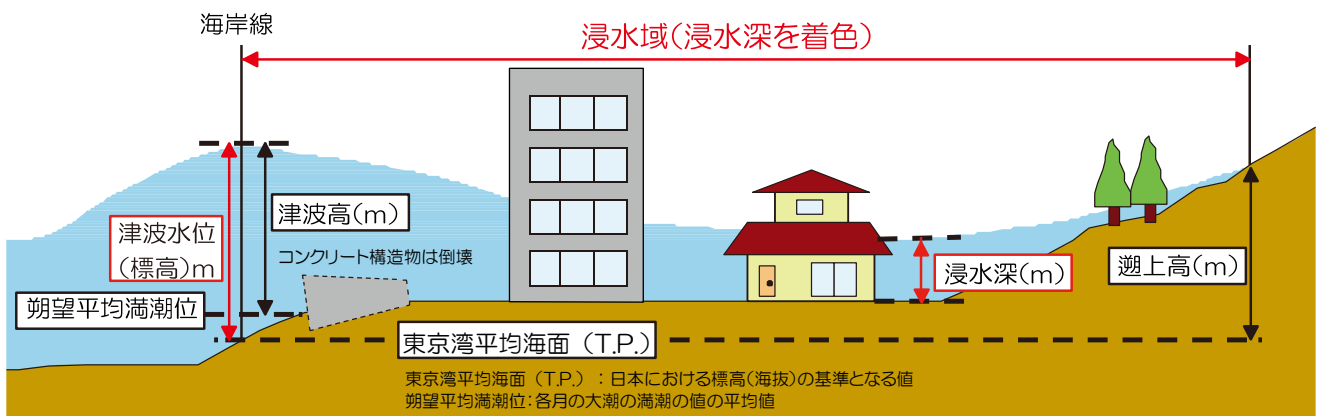 海岸線
浸水域(浸水深を着色)
津波高(m)
津波水位
(標高)m
コンクリート構造物は倒壊
浸水深(m)
遡上高(m)
朔望平均満潮位
東京湾平均海面（T.P.）
東京湾平均海面（T.P.）：日本における標高(海抜)の基準となる値
朔望平均満潮位:各月の大潮の満潮の値の平均値